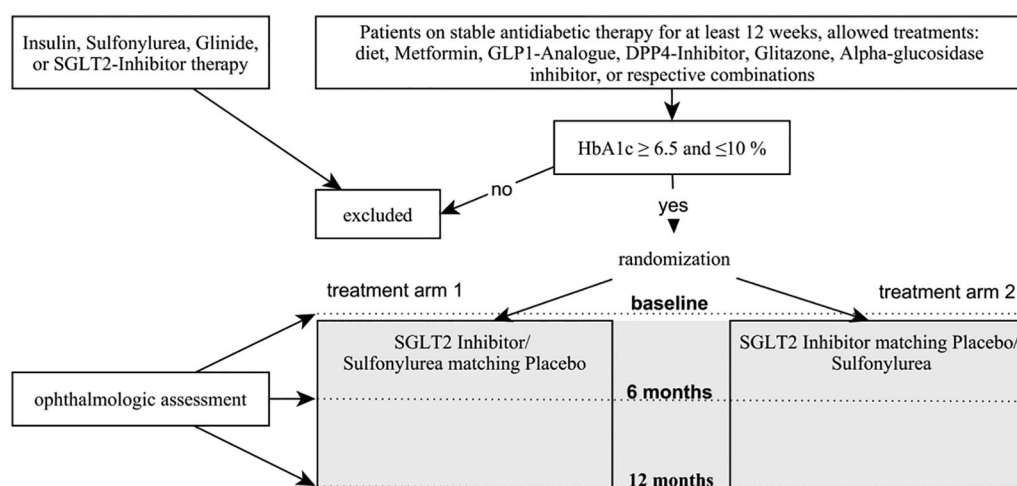 Insulin, Sulfonylurea, Glinide,
or SGLT2-Inhibitor therapy
Patients on stable antidiabetic therapy for at least 12 weeks, allowed treatments:
diet, Metformin, GLP1-Analogue, DPP4-Inhibitor, Glitazone, Alpha-glucosidase
inhibitor, or respective combinations
HbA1c ≥ 6.5 and ≤10 %
no
excluded
yes
randomization
treatment arm 1
baseline
treatment arm 2
SGLT2 Inhibitor/
Sulfonylurea matching Placebo
SGLT2 Inhibitor matching Placebo/
Sulfonylurea
ophthalmologic assessment
6 months
12 months